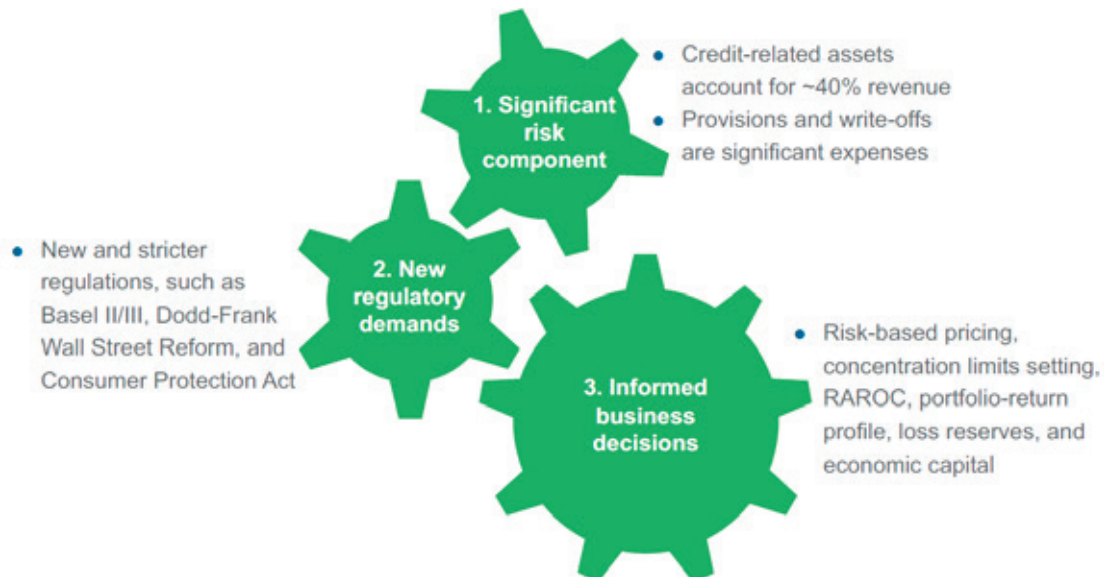 1. Significant
risk
component
● Credit-related assets
account for ~40% revenue
● Provisions and write-offs
are significant expenses
● New and stricter
regulations, such as
Basel II/III, Dodd-Frank
Wall Street Reform, and
Consumer Protection Act
2. New
regulatory
demands
3. Informed
business
decisions
● Risk-based pricing,
concentration limits setting,
RAROC, portfolio-return
profile, loss reserves, and
economic capital